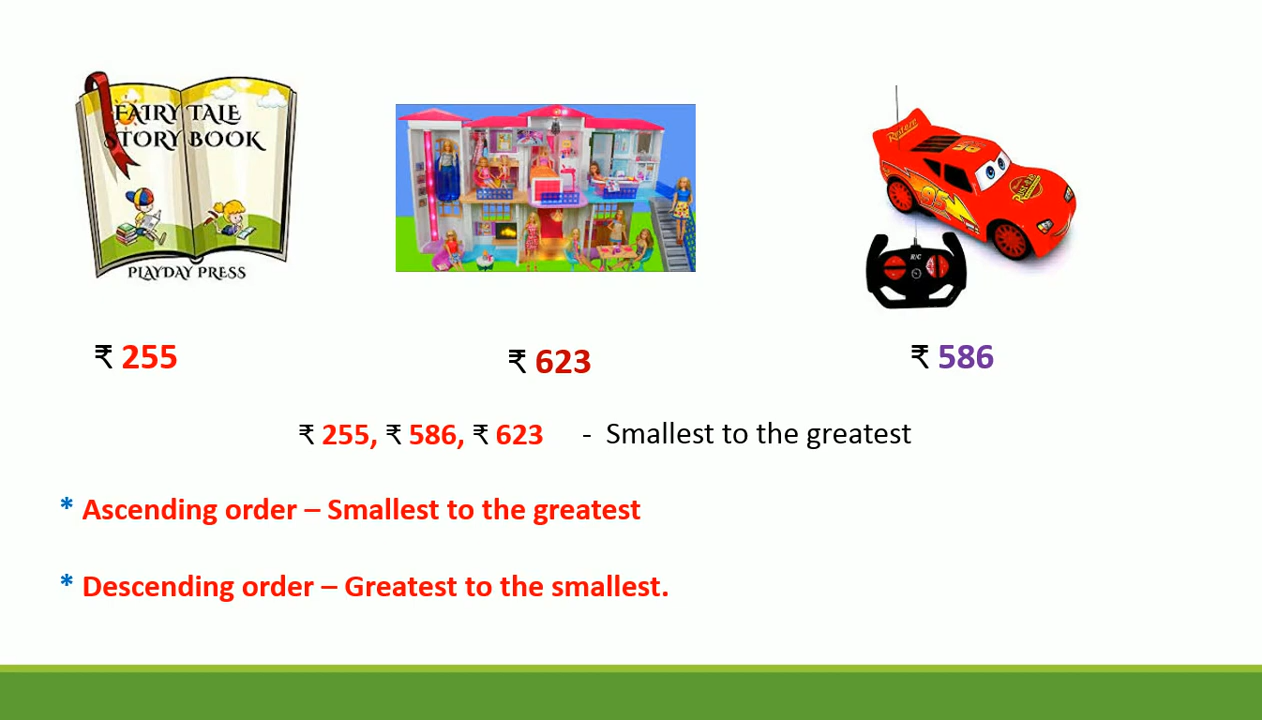 FAIRY TALE
STORY BOOK
PLAYDAY PRESS
95
R/C
₹ 255
₹ 623
₹ 586
₹ 255, ₹ 586, ₹ 623 - Smallest to the greatest
* Ascending order – Smallest to the greatest
* Descending order – Greatest to the smallest.